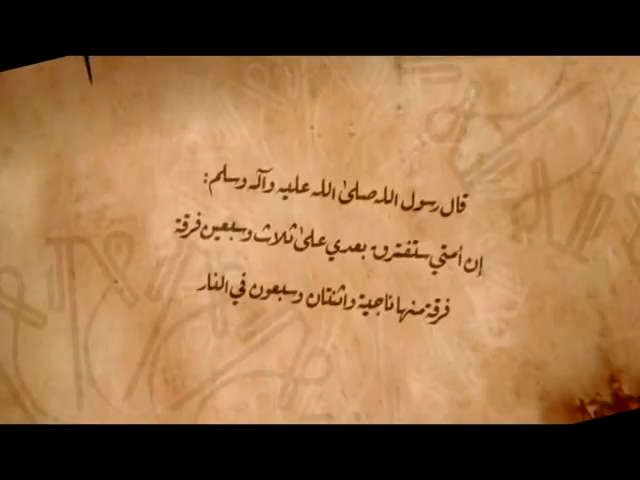 قال رسول الله صلىٰ الله عليه وآله وسلم:
إن أمتي ستفترق بعدي علىٰ ثلاث وسبعين فرقة
فرقة منها ناجية واثنتان وسبعون في النار